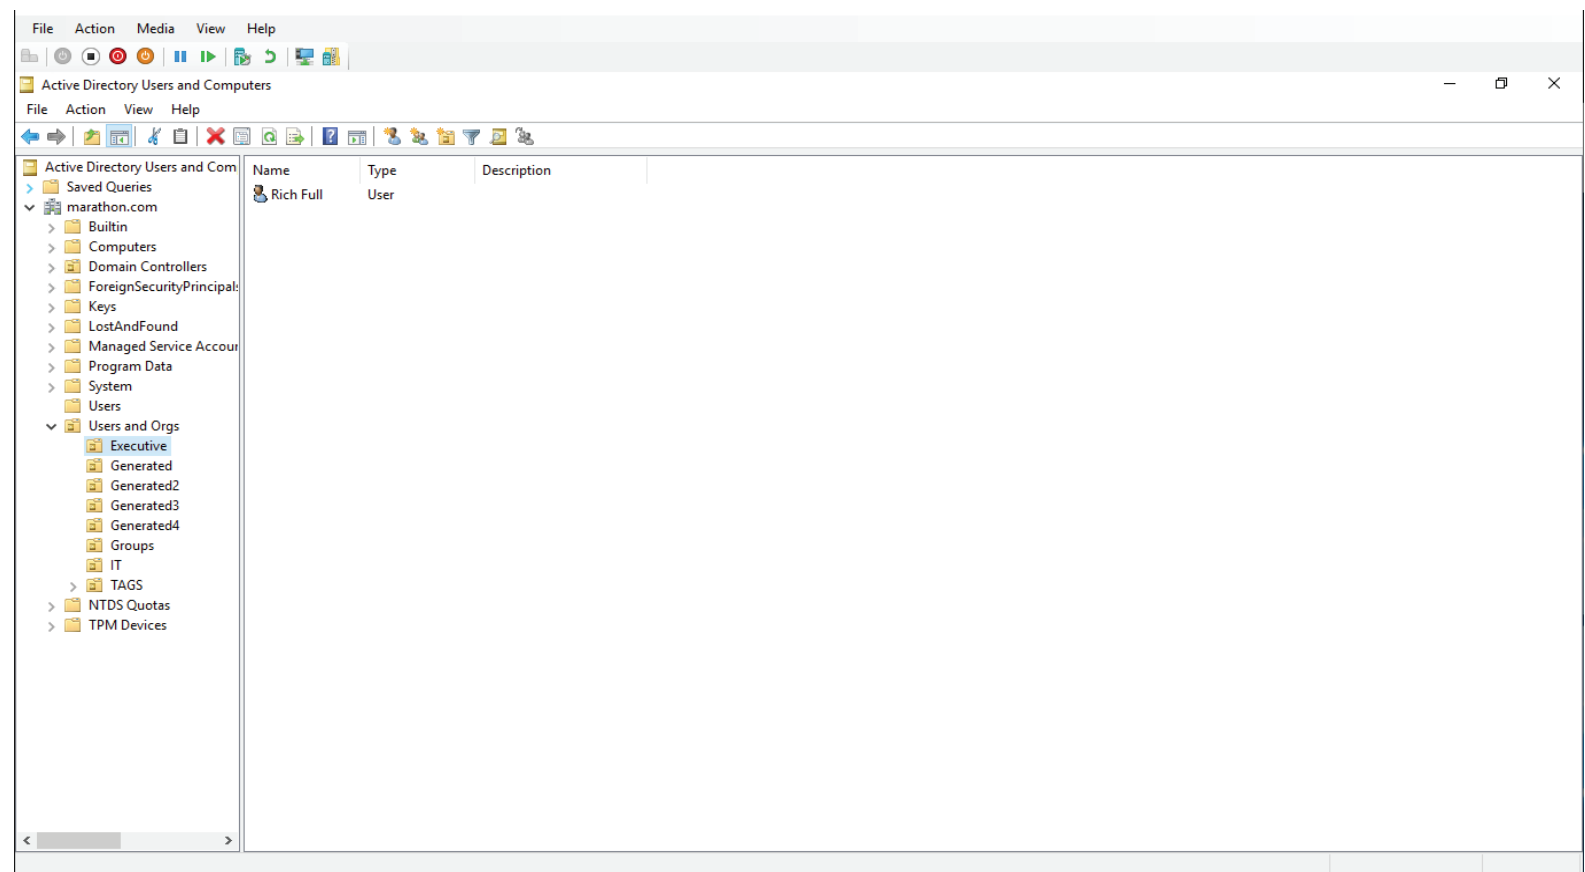 File Action Media View Help
Active Directory Users and Computers
File Action View Help
Active Directory Users and Com
Saved Queries
marathon.com
Builtin
Computers
Domain Controllers
ForeignSecurityPrincipal
Keys
LostAndFound
Managed Service Accour
Program Data
System
Users
Users and Orgs
Executive
Generated
Generated2
Generated3
Generated4
Groups
IT
TAGS
NTDS Quotas
TPM Devices
Name Type Description
Rich Full User